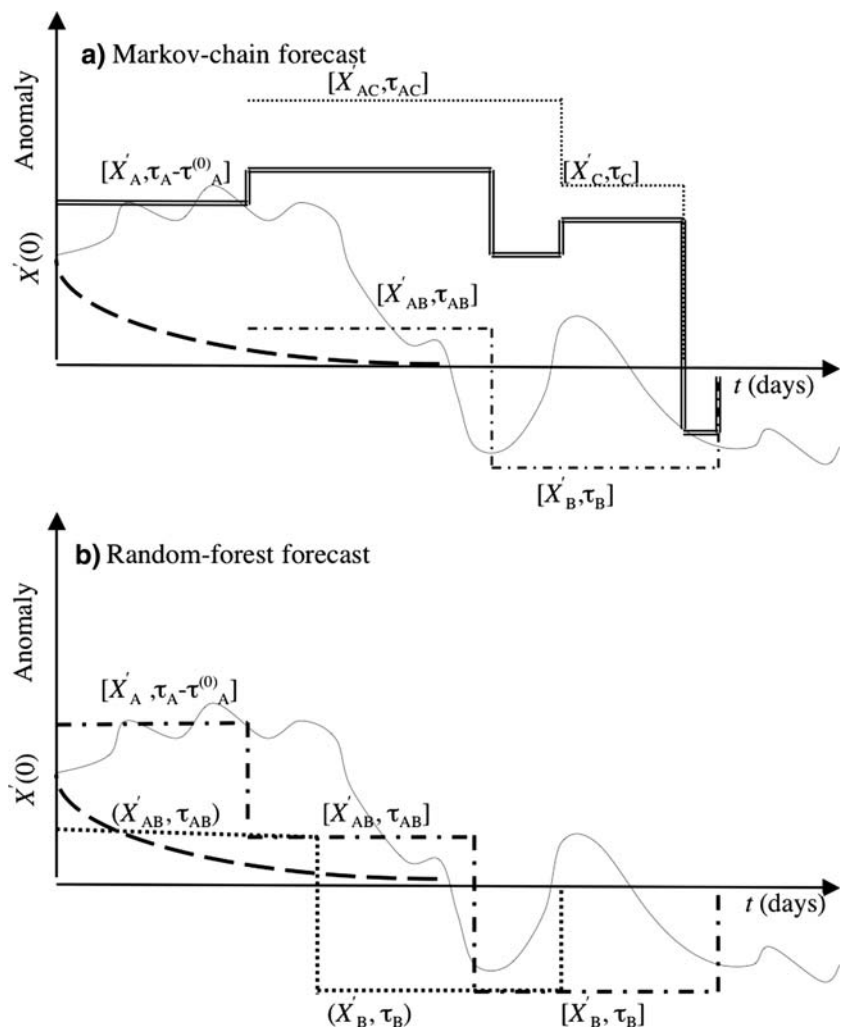 a) Markov-chain forecast
[X′AC,τAC]
Anomaly
[X′A,τA-τ(0)A]
[X′C,τC]
X′(0)
[X′AB,τAB]
t (days)
[X′B,τB]
b) Random-forest forecast
Anomaly
[X′A ,τA-τ(0)A]
X′(0)
(X′AB, τAB)
[X′AB, τAB]
t (days)
(X′B, τB)
[X′B, τB]